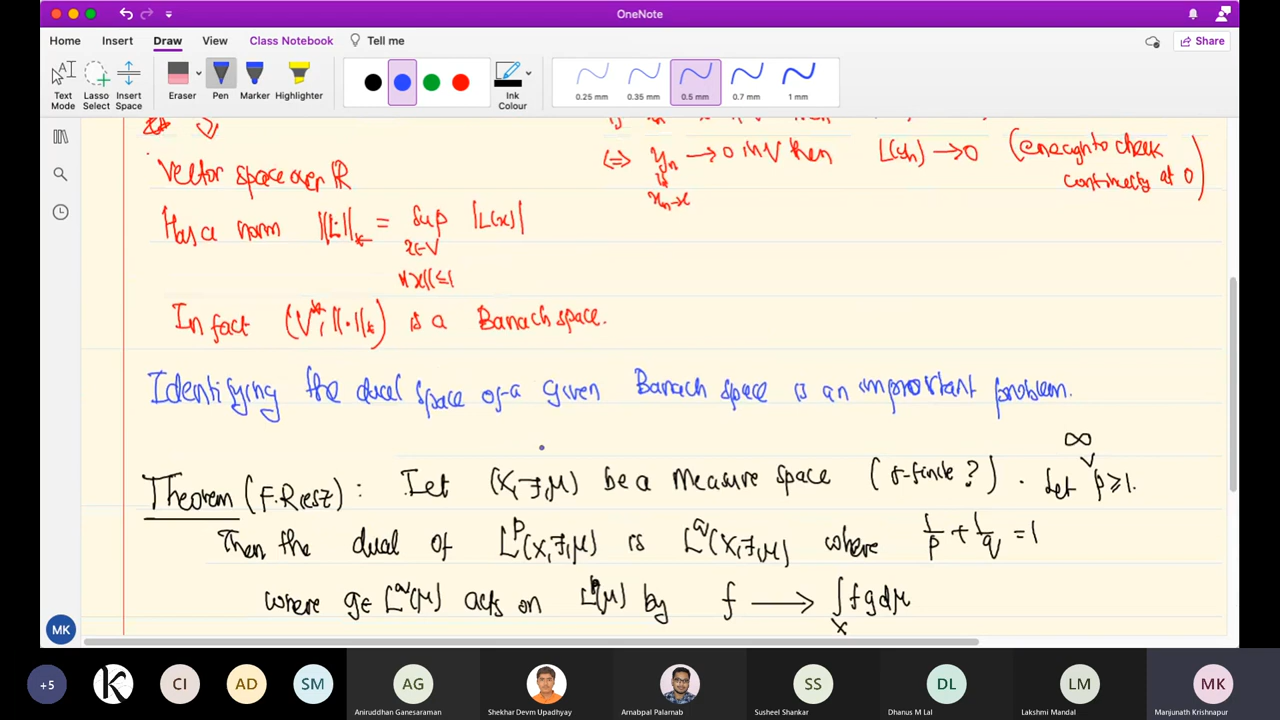 OneNote
Home Insert Draw View Class Notebook Tell me Share
Text Mode
Lasso Select
Insert Space
Eraser
Pen
Marker
Highlighter
Ink Colour
0.25 mm
0.35 mm
0.5 mm
0.7 mm
1 mm
⟺ yₙ → 0 in V then L(yₙ) → 0 (enough to check
continuity at 0)
xₙ-x
Vector space over ℝ
Has a norm ‖L‖_* = sup |L(x)|
x∈V
‖x‖≤1
In fact (V*, ‖·‖_*) is a Banach space.
Identifying the dual space of a given Banach space is an important problem.
∞
Theorem (F. Riesz) : Let (X,F,μ) be a measure space (σ-finite?) . Let p≥1.
Then the dual of L^p(X,F,μ) is L^q(X,F,μ) where 1/p + 1/q = 1
where g∈ L^q(μ) acts on L^p(μ) by f → ∫_X f g dμ
MK
+5
K
CI
AD
SM
AG
SS
DL
LM
MK
Aniruddhan Ganesaraman
Shekhar Devm Upadhyay
Arnabpal Palarnab
Susheel Shankar
Dhanus M Lal
Lakshmi Mandal
Manjunath Krishnapur